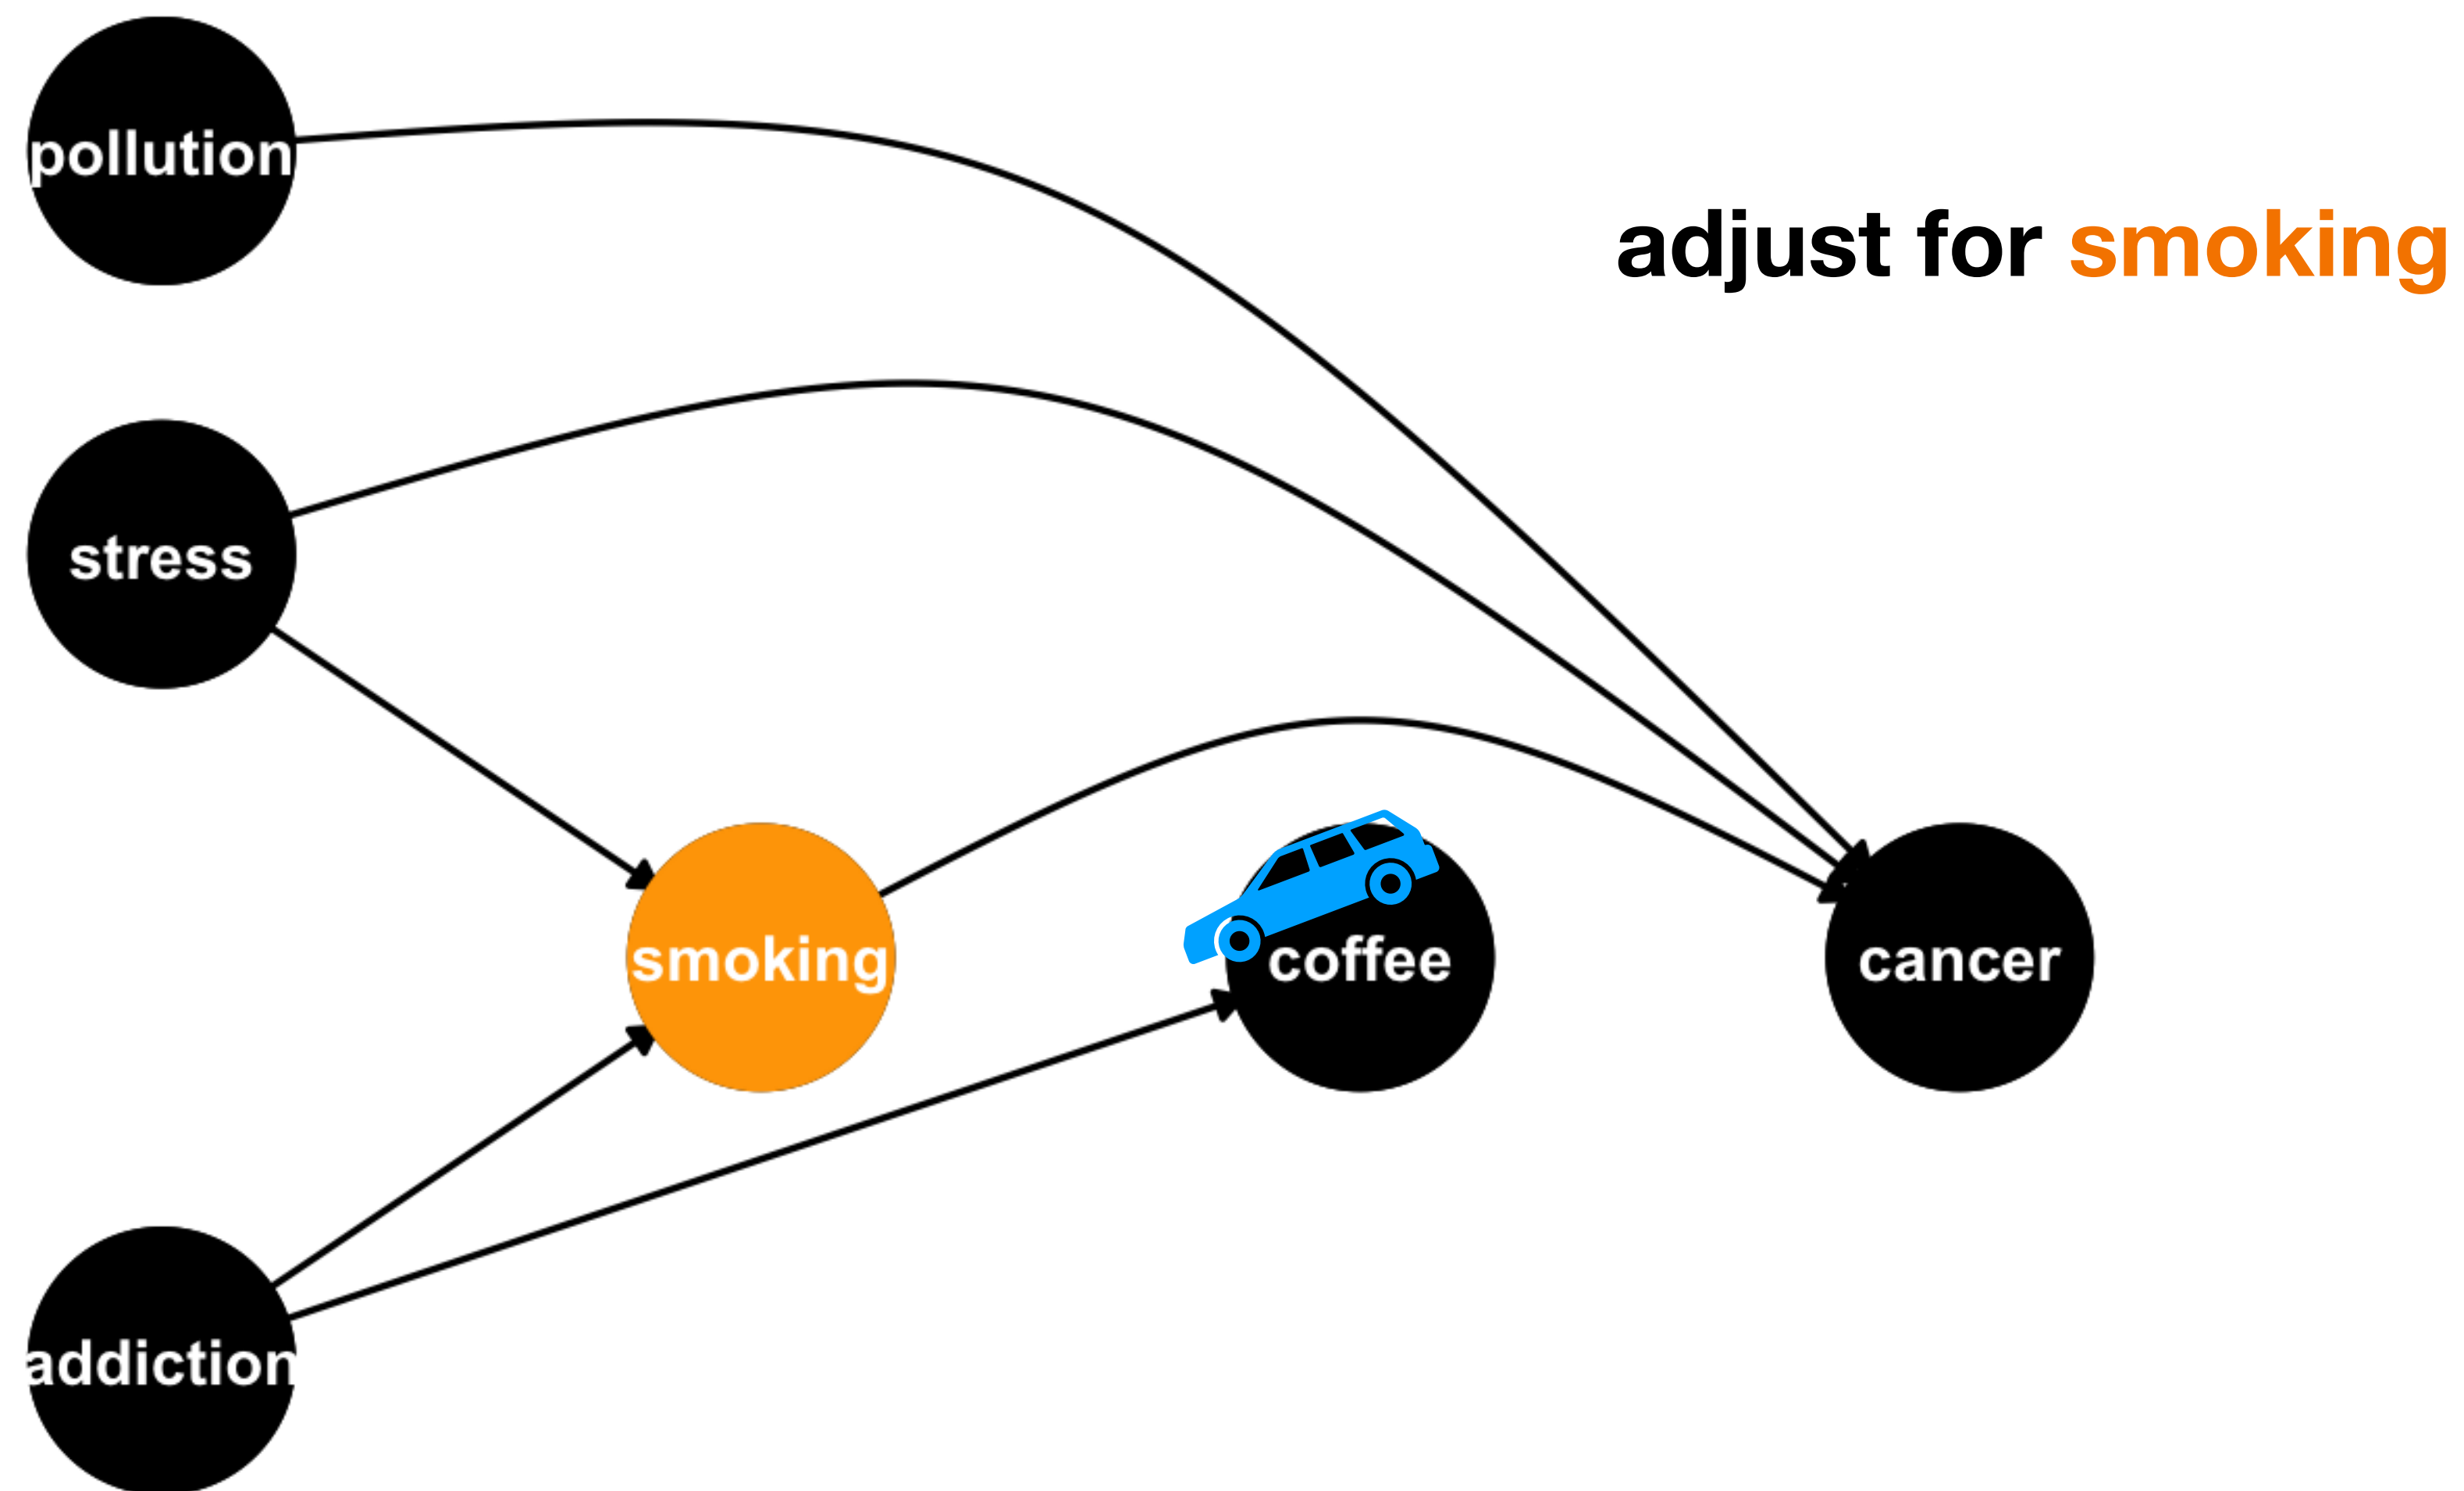 pollution
adjust for smoking
stress
smoking
coffee
cancer
addiction